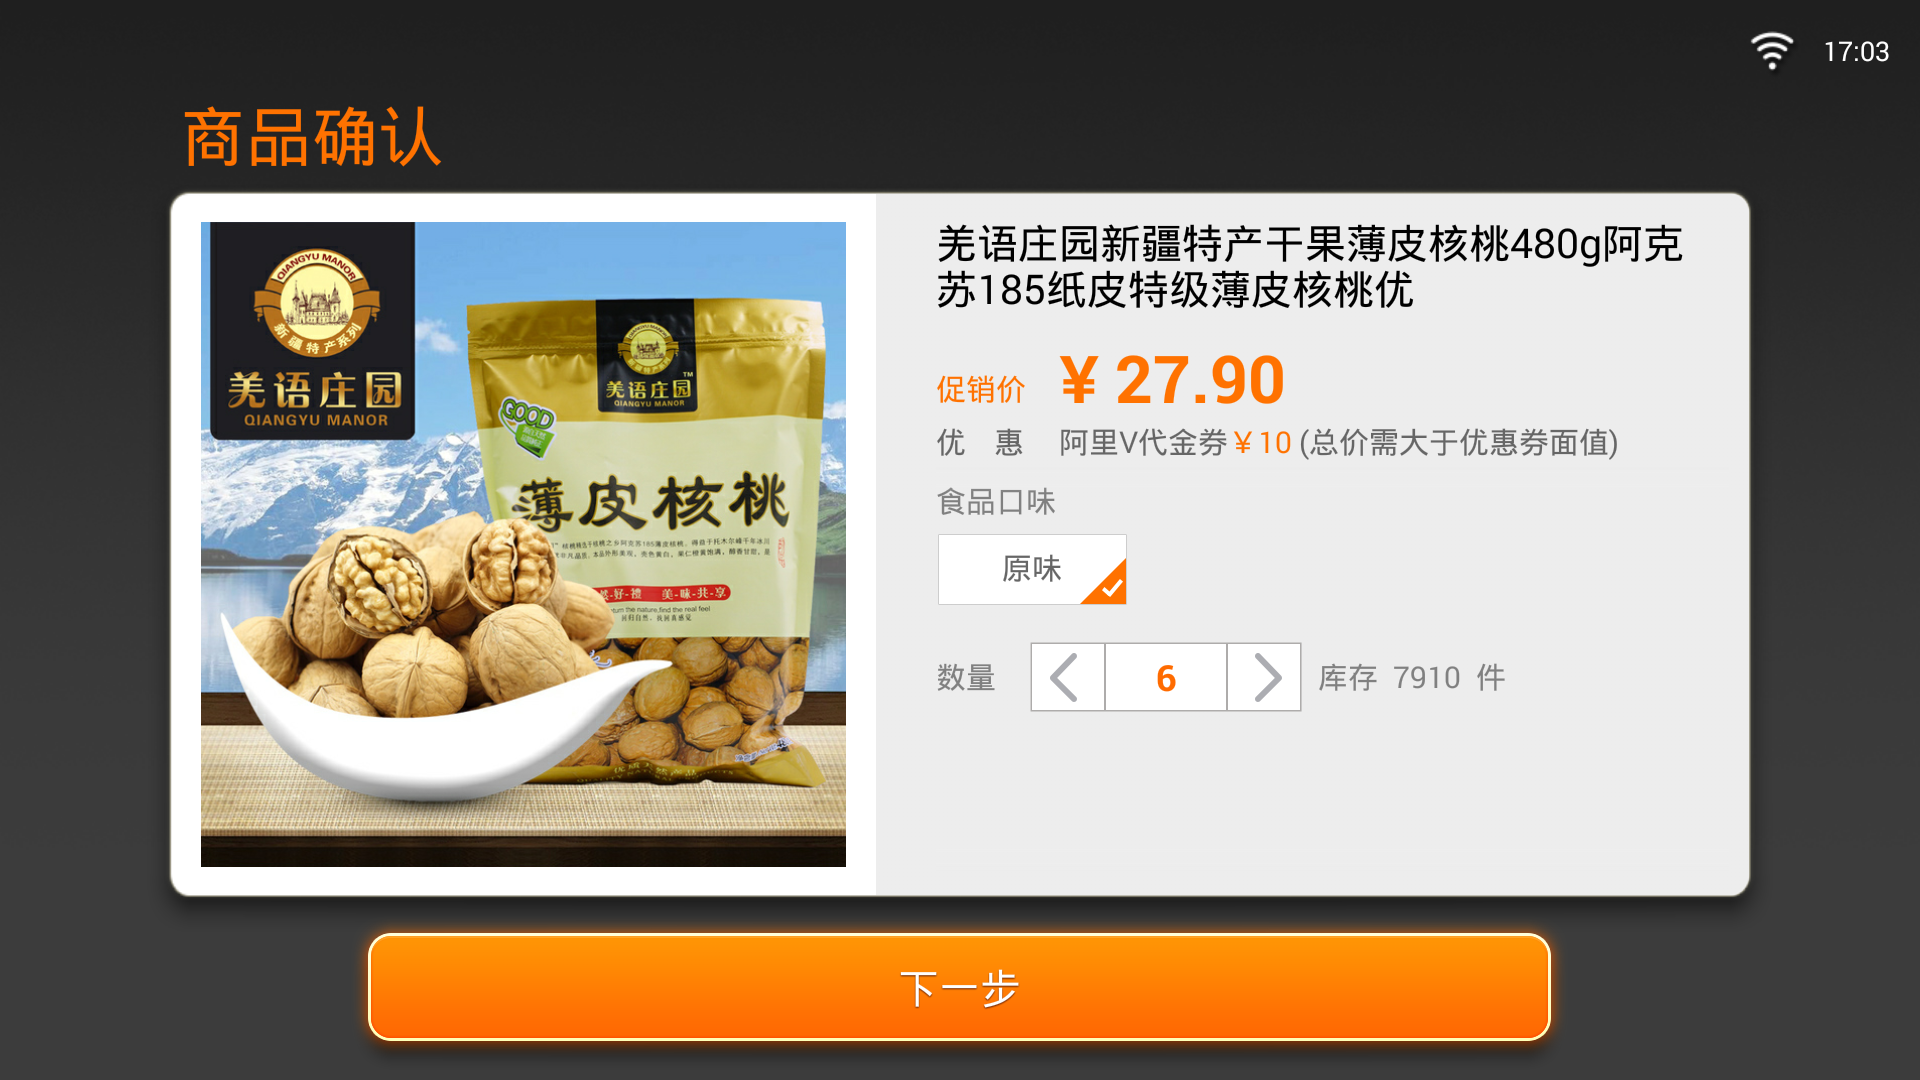 17:03
商品确认
QIANGYU MANOR
新疆特产系列
羌语庄园
QIANGYU MANOR
羌语庄园
TM
QIANGYU MANOR
GOOD
薄皮核桃
好·禮 美·味·共·享
羌语庄园新疆特产干果薄皮核桃480g阿克
苏185纸皮特级薄皮核桃优
促销价 ¥ 27.90
优 惠 阿里V代金券 ¥ 10 (总价需大于优惠券面值)
食品口味
原味
数量 6 库存 7910 件
下一步